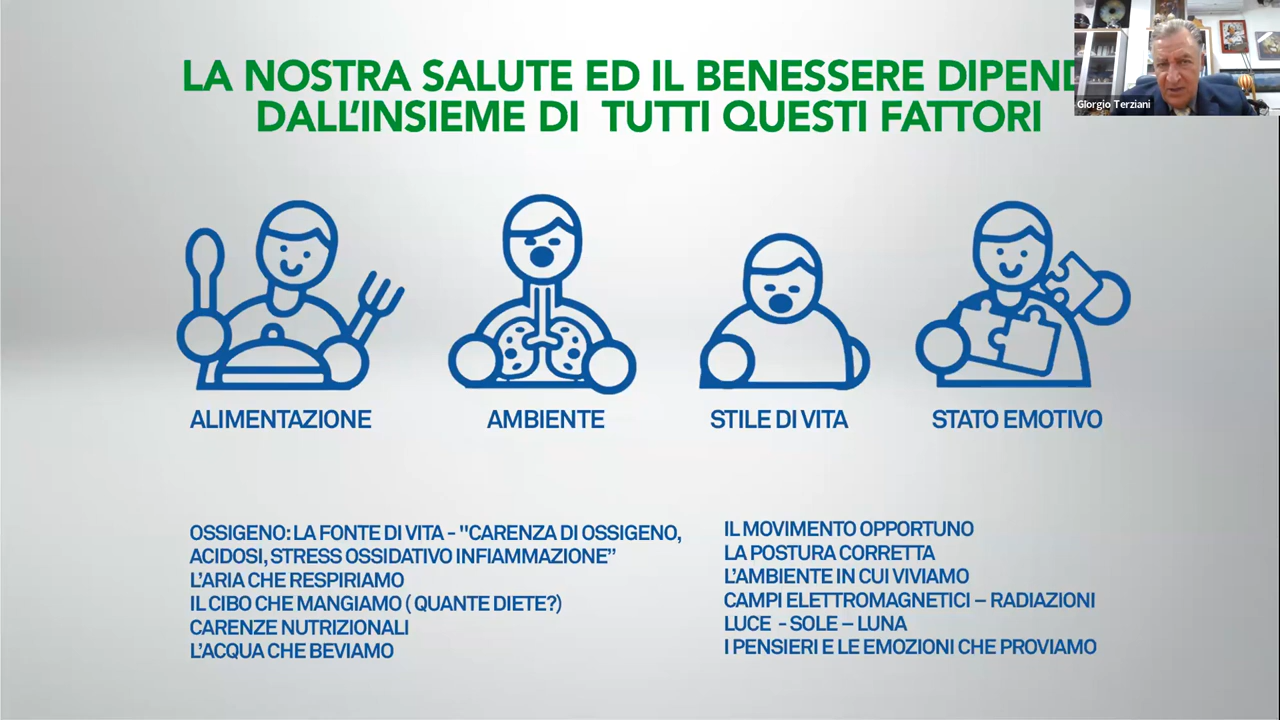 LA NOSTRA SALUTE ED IL BENESSERE DIPEND
DALL'INSIEME DI TUTTI QUESTI FATTORI
Giorgio Terziani
ALIMENTAZIONE
AMBIENTE
STILE DI VITA
STATO EMOTIVO
OSSIGENO: LA FONTE DI VITA - "CARENZA DI OSSIGENO,
ACIDOSI, STRESS OSSIDATIVO INFIAMMAZIONE”
L'ARIA CHE RESPIRIAMO
IL CIBO CHE MANGIAMO ( QUANTE DIETE?)
CARENZE NUTRIZIONALI
L'ACQUA CHE BEVIAMO
IL MOVIMENTO OPPORTUNO
LA POSTURA CORRETTA
L'AMBIENTE IN CUI VIVIAMO
CAMPI ELETTROMAGNETICI – RADIAZIONI
LUCE - SOLE – LUNA
I PENSIERI E LE EMOZIONI CHE PROVIAMO